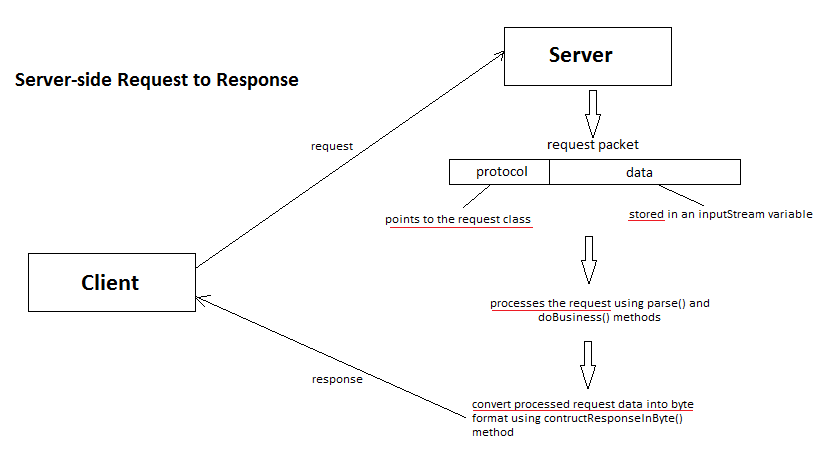 Server
Server-side Request to Response
request
request packet
protocol
data
points to the request class
stored in an inputStream variable
Client
processes the request using parse() and
doBusiness() methods
response
convert processed request data into byte
format using contructResponseInByte()
method